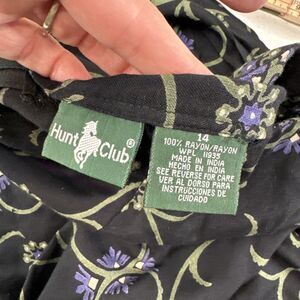 Hunt Club
14
100% RAYON/RAYON
WPL 11935
MADE IN INDIA
HECHO EN INDIA
SEE REVERSE FOR CARE
VER AL DORSO PARA
INSTRUCCIONES DE
CUIDADO